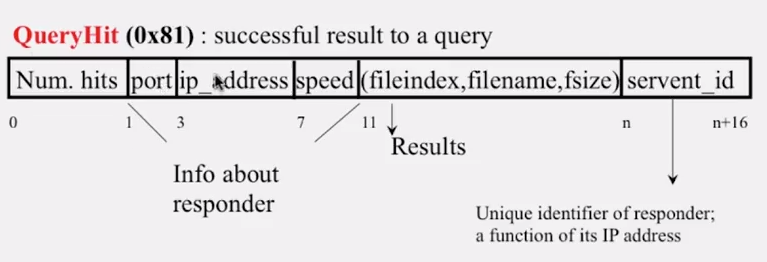 QueryHit (0x81) : successful result to a query
Num. hits port ip_address speed (fileindex,filename,fsize) servent_id
0 1 3 7 11 n n+16
Results
Info about
responder
Unique identifier of responder;
a function of its IP address